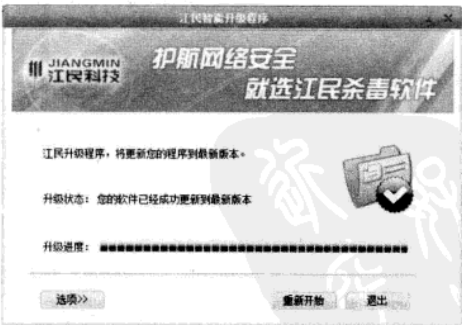 江民智能升级程序
JIANGMIN
江民科技
护航网络安全
就选江民杀毒软件
江民升级程序，将更新您的程序到最新版本。
升级状态：您的软件已经成功更新到最新版本
升级进度：
选项>>
重新开始
退出